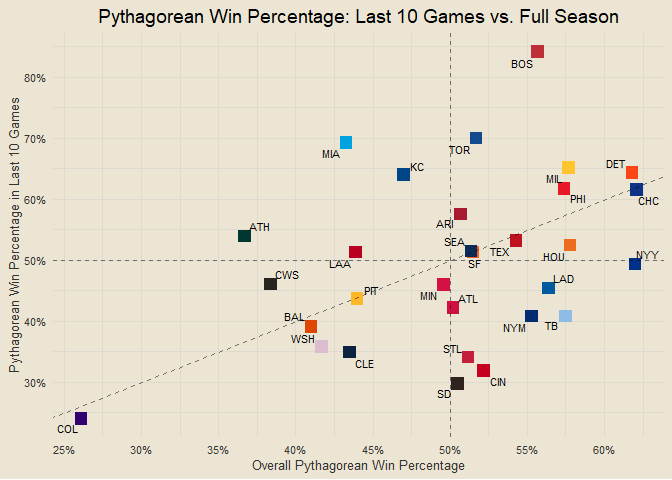 Pythagorean Win Percentage: Last 10 Games vs. Full Season
Pythagorean Win Percentage in Last 10 Games
80%
70%
60%
50%
40%
30%
BOS
TOR
MIA
KC
DET
MIL
PHI
CHC
ATH
ARI
SEA
SF
TEX
HOU
NYY
LAA
CWS
LAD
PIT
MIN
ATL
BAL
NYM
TB
WSH
CLE
STL
CIN
SD
COL
25%
30%
35%
40%
45%
50%
55%
60%
Overall Pythagorean Win Percentage